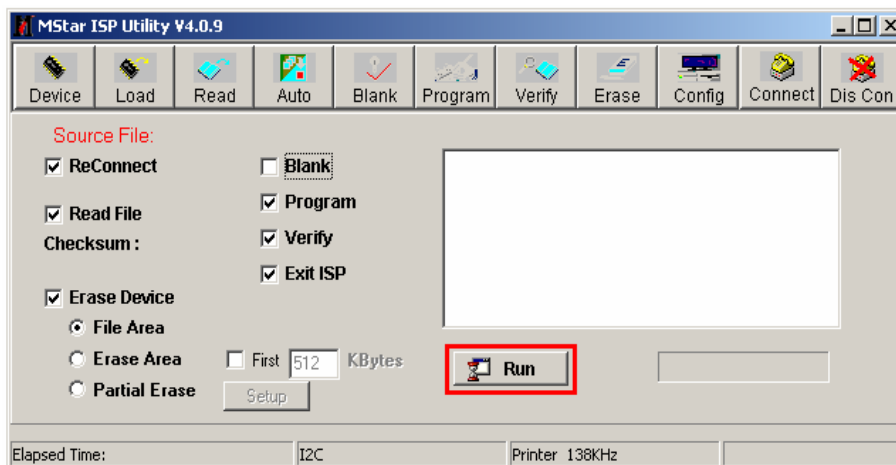 MStar ISP Utility V4.0.9
Device Load Read Auto Blank Program Verify Erase Config Connect Dis Con
Source File:
ReConnect
Blank
Read File
Program
Checksum :
Verify
Exit ISP
Erase Device
File Area
Erase Area
First 512 KBytes
Partial Erase
Setup
Run
Elapsed Time: I2C Printer 138KHz